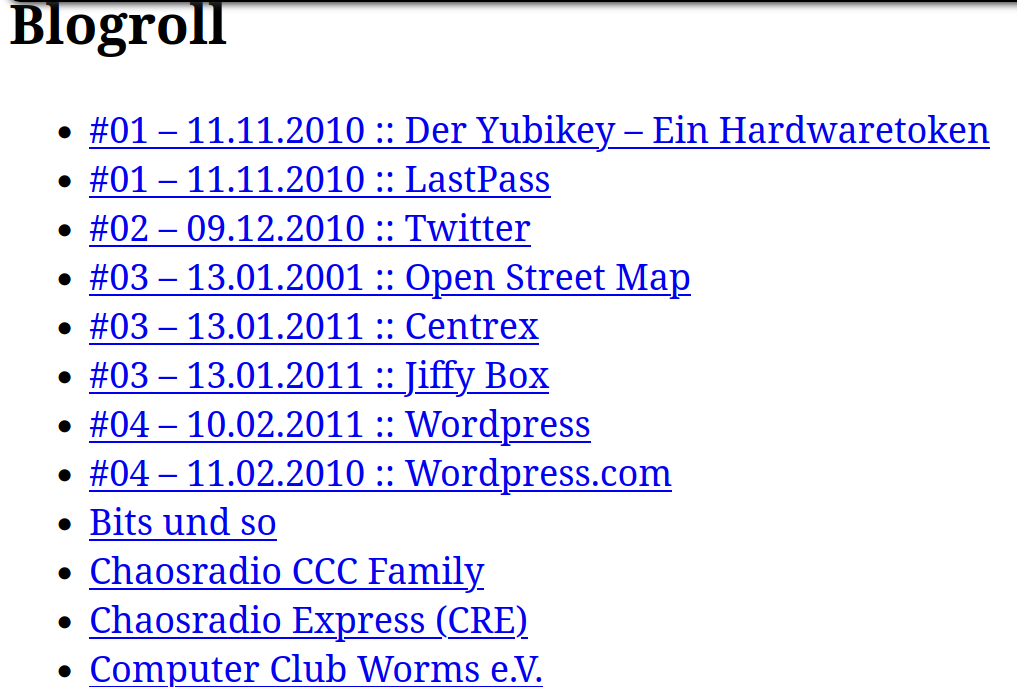 Blogroll
#01 – 11.11.2010 :: Der Yubikey – Ein Hardwaretoken
#01 – 11.11.2010 :: LastPass
#02 – 09.12.2010 :: Twitter
#03 – 13.01.2001 :: Open Street Map
#03 – 13.01.2011 :: Centrex
#03 – 13.01.2011 :: Jiffy Box
#04 – 10.02.2011 :: Wordpress
#04 – 11.02.2010 :: Wordpress.com
Bits und so
Chaosradio CCC Family
Chaosradio Express (CRE)
Computer Club Worms e.V.